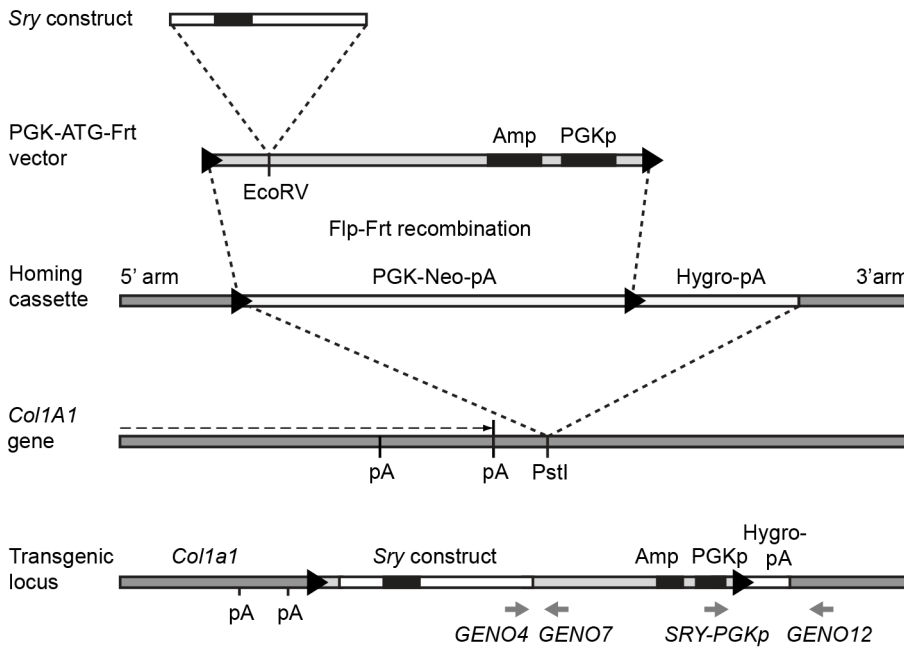 Sry construct
PGK-ATG-Frt
vector
Amp PGKp
EcoRV
Flp-Frt recombination
Homing
cassette
5' arm PGK-Neo-pA Hygro-pA 3'arm
Col1A1
gene
pA pA PstI
Transgenic
locus
Col1a1 Sry construct Amp PGKp Hygro-
pA
pA pA
GENO4 GENO7 SRY-PGKp GENO12